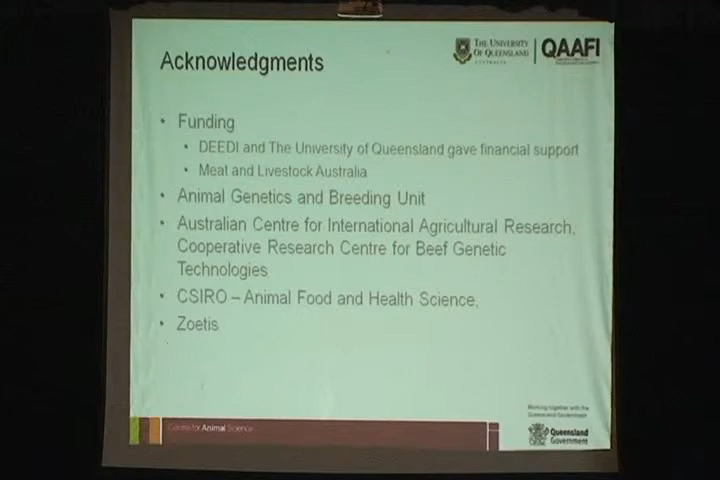 Acknowledgments
THE UNIVERSITY
OF QUEENSLAND
AUSTRALIA
QAAFI
• Funding
• DEEDI and The University of Queensland gave financial support
• Meat and Livestock Australia
• Animal Genetics and Breeding Unit
• Australian Centre for International Agricultural Research,
Cooperative Research Centre for Beef Genetic
Technologies
• CSIRO – Animal Food and Health Science,
• Zoetis
Working together with the
Queensland Government
Centre for Animal Science
Queensland
Government